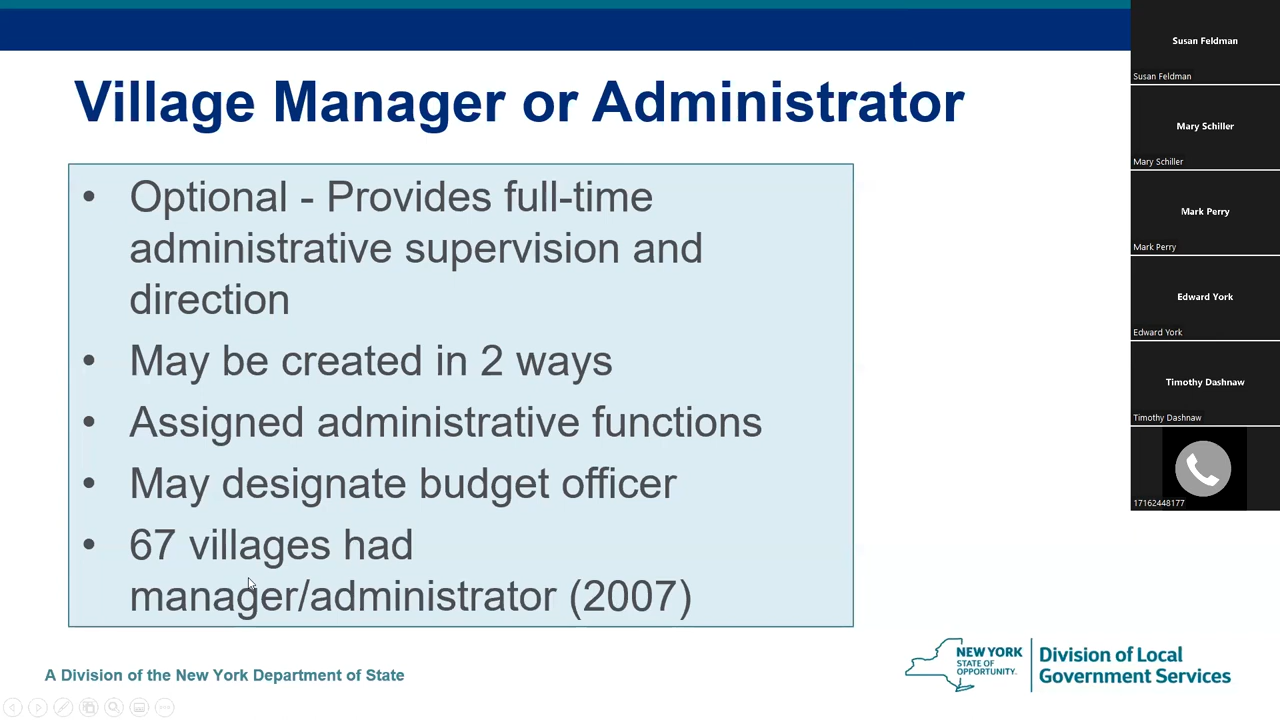 Village Manager or Administrator
• Optional - Provides full-time
administrative supervision and
direction
• May be created in 2 ways
• Assigned administrative functions
• May designate budget officer
• 67 villages had
manager/administrator (2007)
A Division of the New York Department of State
NEW YORK
STATE OF
OPPORTUNITY.
Division of Local
Government Services
Susan Feldman
Susan Feldman
Mary Schiller
Mary Schiller
Mark Perry
Mark Perry
Edward York
Edward York
Timothy Dashnaw
Timothy Dashnaw
17162448177